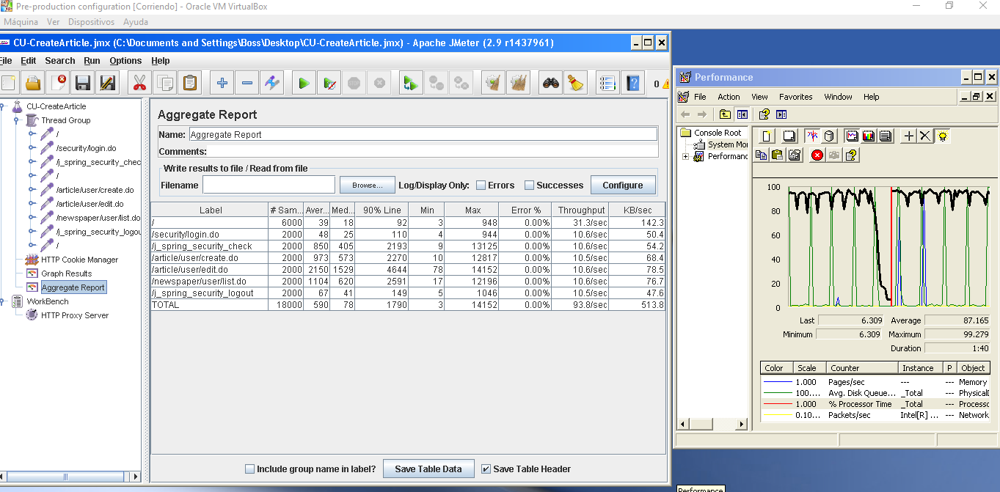 Pre-production configuration [Corriendo] - Oracle VM VirtualBox
Máquina Ver Dispositivos Ayuda
CU-CreateArticle.jmx (C:\Documents and Settings\Boss\Desktop\CU-CreateArticle.jmx) - Apache JMeter (2.9 r1437961)
File Edit Search Run Options Help
0
CU-CreateArticle
Thread Group
/
/security/login.do
/j_spring_security_chec
/
/article/user/create.do
/article/user/edit.do
/newspaper/user/list.do
/j_spring_security_logou
/
HTTP Cookie Manager
Graph Results
Aggregate Report
WorkBench
HTTP Proxy Server
Aggregate Report
Name: Aggregate Report
Comments:
Write results to file / Read from file
Filename Browse... Log/Display Only: Errors Successes Configure
Label # Sam... Aver... Med... 90% Line Min Max Error % Throughput KB/sec
/ 6000 39 18 92 3 948 0.00% 31.3/sec 142.3
/security/login.do 2000 48 25 110 4 944 0.00% 10.6/sec 50.4
/j_spring_security_check 2000 850 405 2193 9 13125 0.00% 10.6/sec 54.2
/article/user/create.do 2000 973 573 2270 10 12817 0.00% 10.5/sec 68.4
/article/user/edit.do 2000 2150 1529 4644 78 14152 0.00% 10.6/sec 78.5
/newspaper/user/list.do 2000 1104 620 2591 17 12196 0.00% 10.6/sec 76.7
/j_spring_security_logout 2000 67 41 149 5 1046 0.00% 10.5/sec 47.6
TOTAL 18000 590 78 1790 3 14152 0.00% 93.8/sec 513.8
Include group name in label? Save Table Data Save Table Header
Performance
File Action View Favorites Window Help
Console Root
System Mo
Performanc
100
80
60
40
20
0
Last 6.309 Average 87.165
Minimum 6.309 Maximum 99.279
Duration 1:40
Color Scale Counter Instance P Object
1.000 Pages/sec --- --- Memory
100.... Avg. Disk Queue... _Total --- Physical
1.000 % Processor Time _Total --- Processo
0.10... Packets/sec Intel[R] ... --- Network
Performance